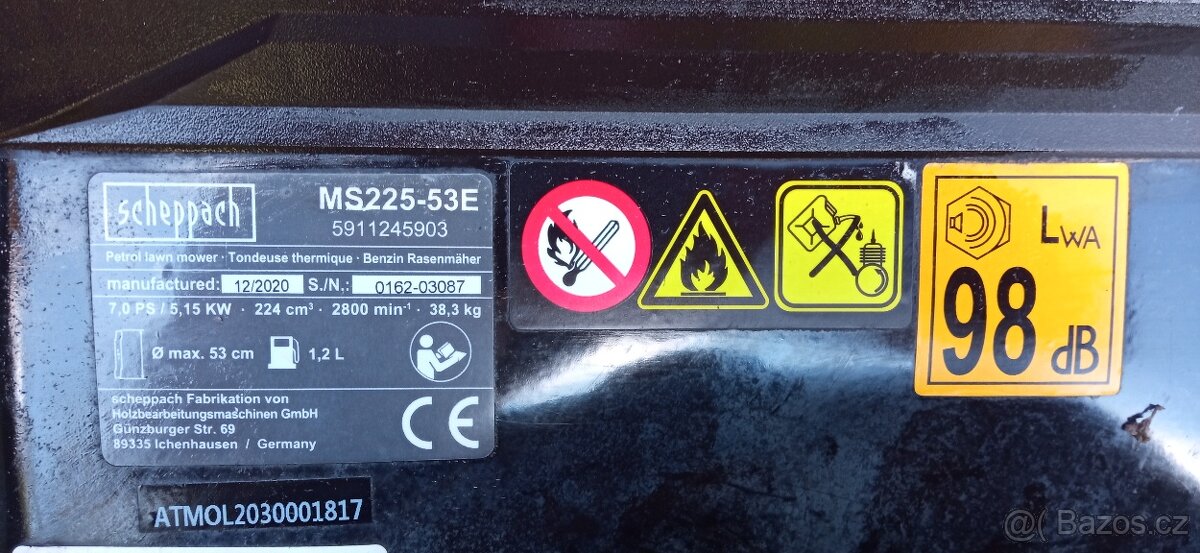 scheppach
MS225-53E
5911245903
Petrol lawn mower · Tondeuse thermique · Benzin Rasenmäher
manufactured: 12/2020 S./N.: 0162-03087
7.0 PS / 5,15 KW · 224 cm³ · 2800 min⁻¹ · 38,3 kg
Ø max. 53 cm 1,2 L
scheppach Fabrikation von
Holzbearbeitungsmaschinen GmbH
Günzburger Str. 69
89335 Ichenhausen / Germany
CE
ATMOL2030001817
LWA
98 dB
@( Bazos.cz